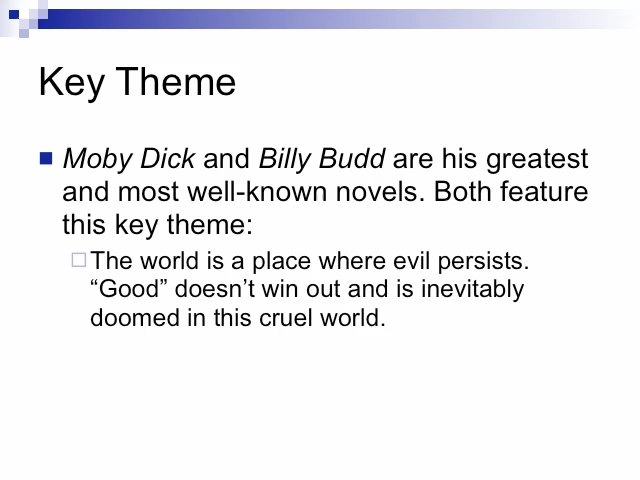 Key Theme
Moby Dick and Billy Budd are his greatest
and most well-known novels. Both feature
this key theme:
The world is a place where evil persists.
“Good” doesn’t win out and is inevitably
doomed in this cruel world.